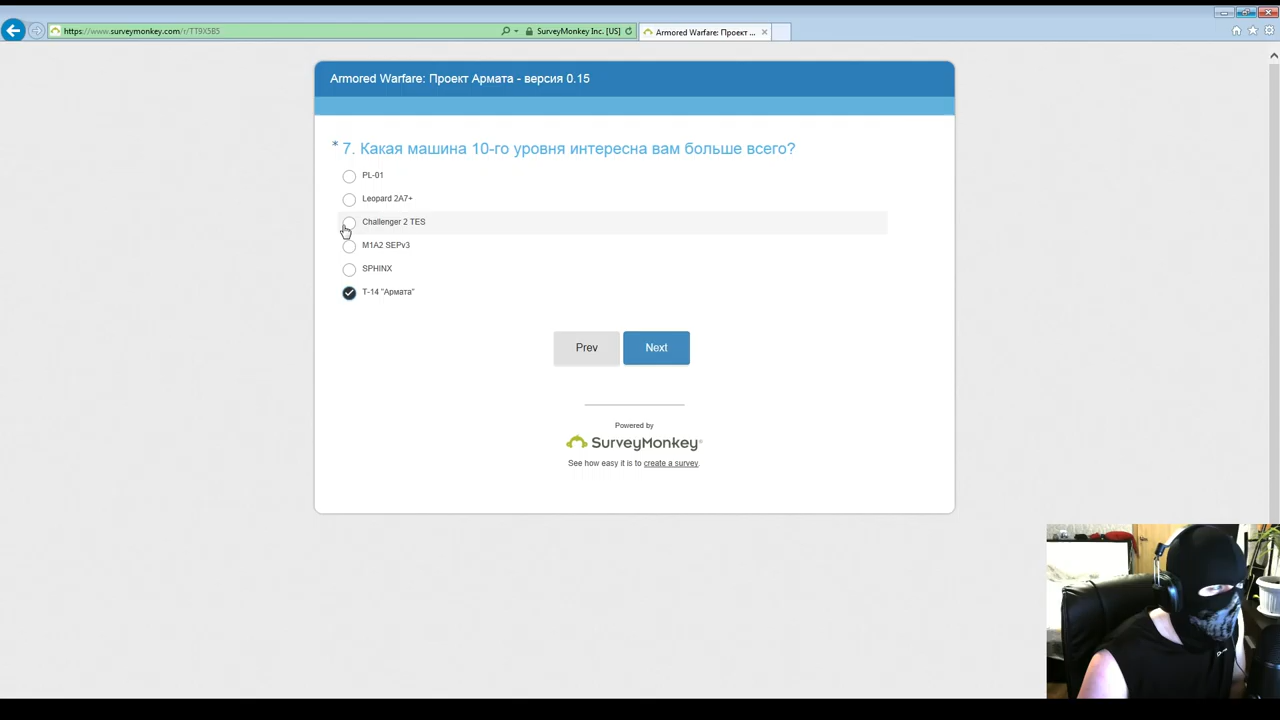 https://www.surveymonkey.com/r/TT9X5B5
SurveyMonkey Inc. [US]
Armored Warfare: Проект ...
Armored Warfare: Проект Армата - версия 0.15
* 7. Какая машина 10-го уровня интересна вам больше всего?
PL-01
Leopard 2A7+
Challenger 2 TES
M1A2 SEPv3
SPHINX
Т-14 "Армата"
Prev
Next
Powered by
SurveyMonkey
See how easy it is to create a survey.